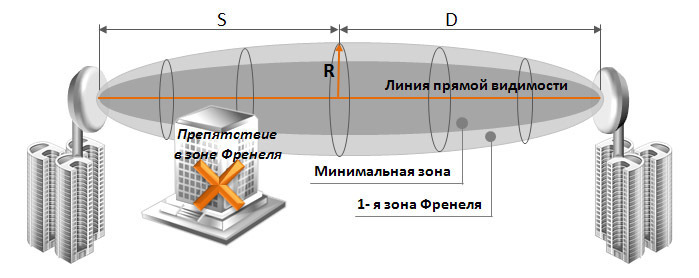 S
D
R
Линия прямой видимости
Препятствие
в зоне Френеля
Минимальная зона
1- я зона Френеля